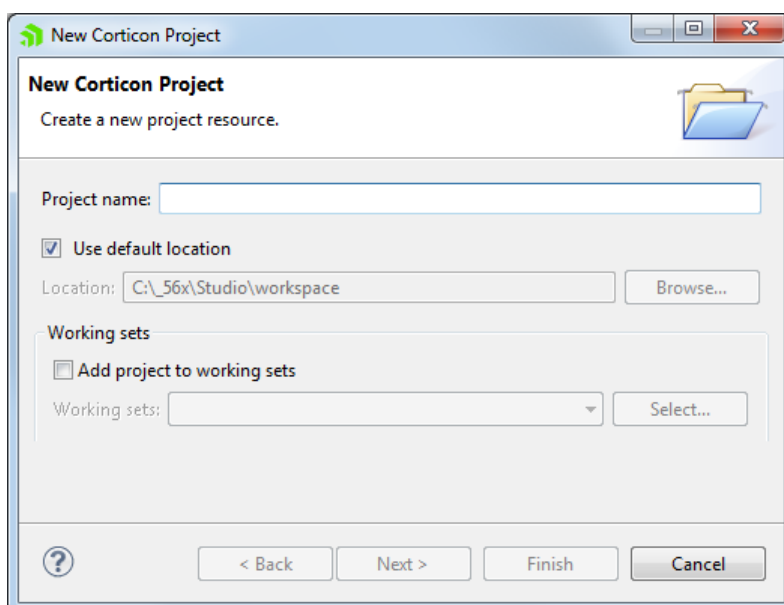 New Corticon Project
New Corticon Project
Create a new project resource.
Project name:
Use default location
Location: C:\_56x\Studio\workspace Browse...
Working sets
Add project to working sets
Working sets: Select...
? < Back Next > Finish Cancel